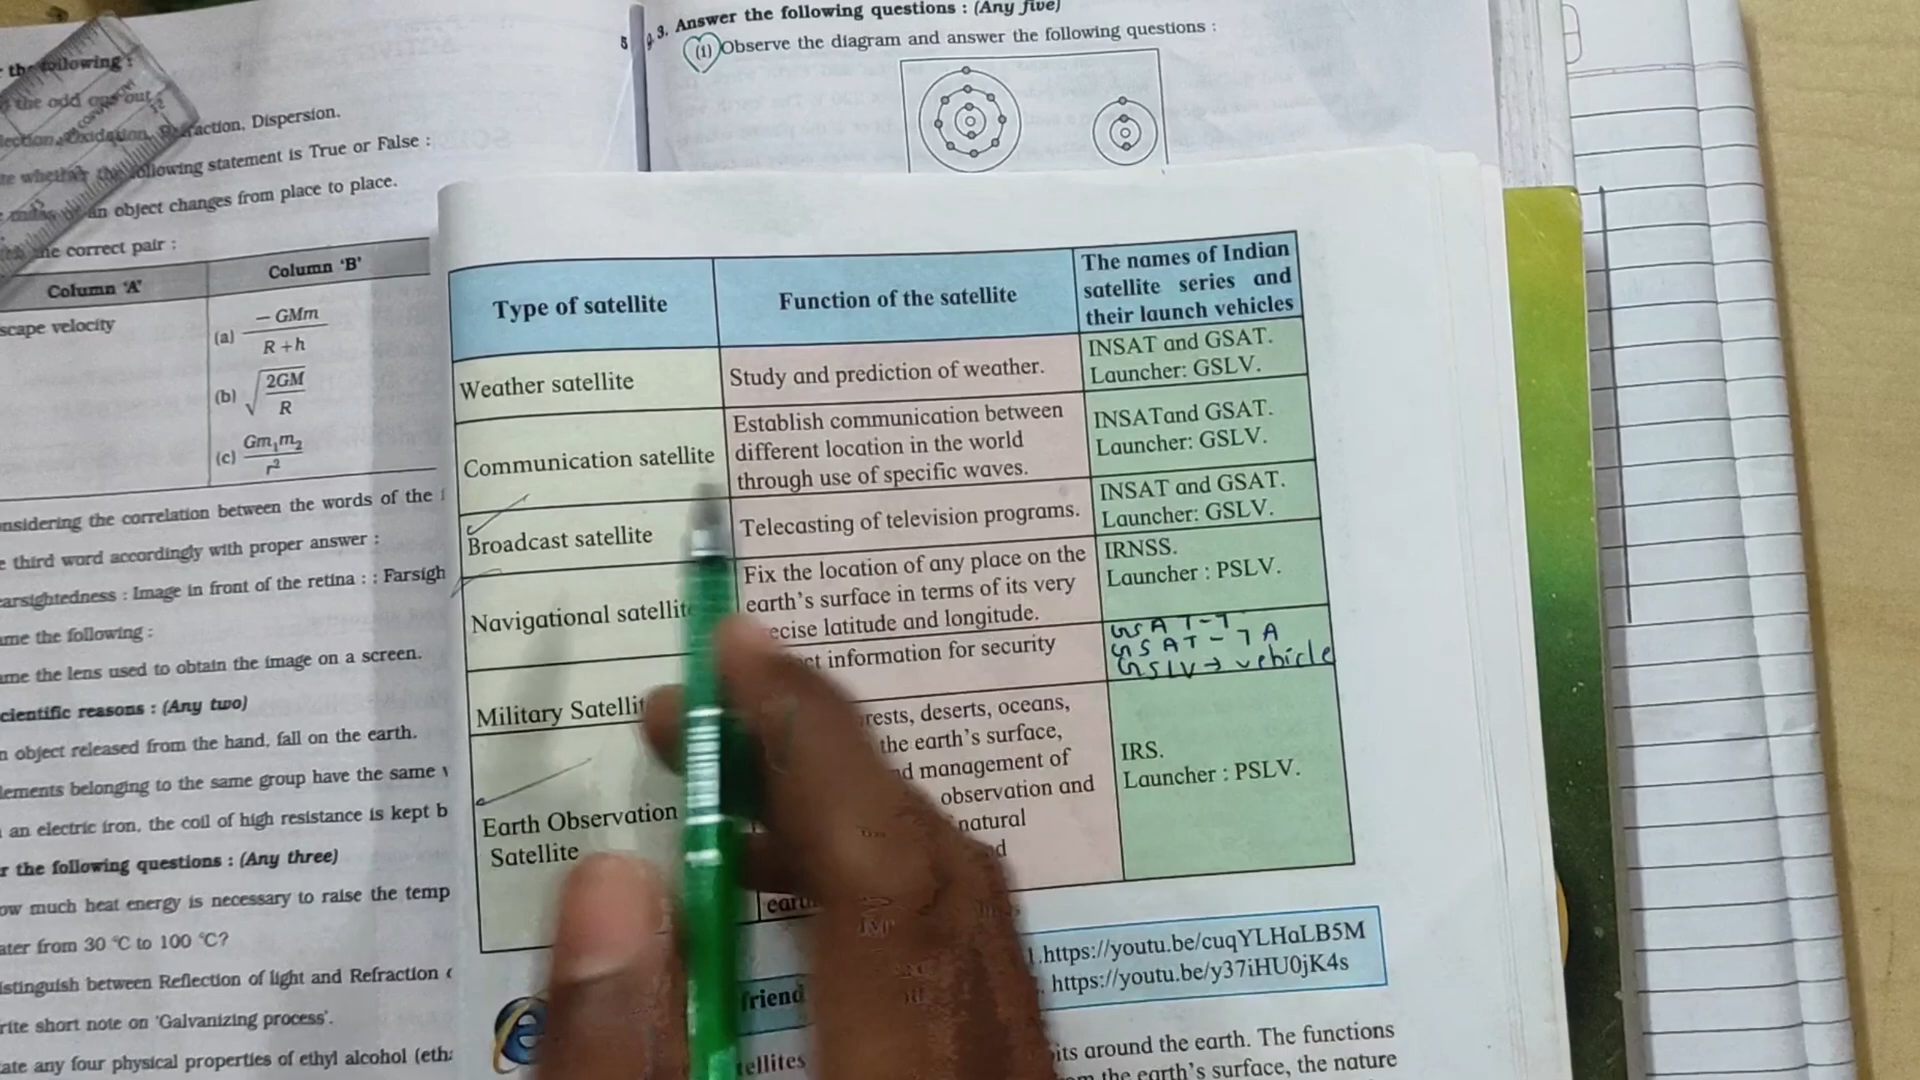 the following :
the odd one out
Oxidation, Refraction, Dispersion.
whether the following statement is True or False :
of an object changes from place to place.
the correct pair :
Column 'A'
Column 'B'
escape velocity
(a) − GMm / R + h
(b) √ 2GM / R
(c) Gm₁m₂ / r²
the correlation between the words of the
third word accordingly with proper answer :
: Image in front of the retina : : Farsigh
the following :
the lens used to obtain the image on a screen.
reasons : (Any two)
object released from the hand, fall on the earth.
belonging to the same group have the same
an electric iron, the coil of high resistance is kept b
the following questions : (Any three)
much heat energy is necessary to raise the temp
from 30 °C to 100 °C?
between Reflection of light and Refraction
short note on 'Galvanizing process'.
any four physical properties of ethyl alcohol (eth
5
3. Answer the following questions : (Any five)
(i) Observe the diagram and answer the following questions :
Type of satellite
Function of the satellite
The names of Indian
satellite series and
their launch vehicles
Weather satellite
Study and prediction of weather.
INSAT and GSAT.
Launcher: GSLV.
Communication satellite
Establish communication between
different location in the world
through use of specific waves.
INSATand GSAT.
Launcher: GSLV.
Broadcast satellite
Telecasting of television programs.
INSAT and GSAT.
Launcher: GSLV.
Navigational satellite
Fix the location of any place on the
earth's surface in terms of its very
ecise latitude and longitude.
IRNSS.
Launcher : PSLV.
Military Satellit
ct information for security
GSAT-7
GSAT-7A
GSLV → vehicle
Earth Observation
Satellite
rests, deserts, oceans,
the earth's surface,
d management of
observation and
natural
earth
IRS.
Launcher : PSLV.
1.https://youtu.be/cuqYLHaLB5M
. https://youtu.be/y37iHU0jK4s
friend
tellites
its around the earth. The functions
the earth's surface, the nature